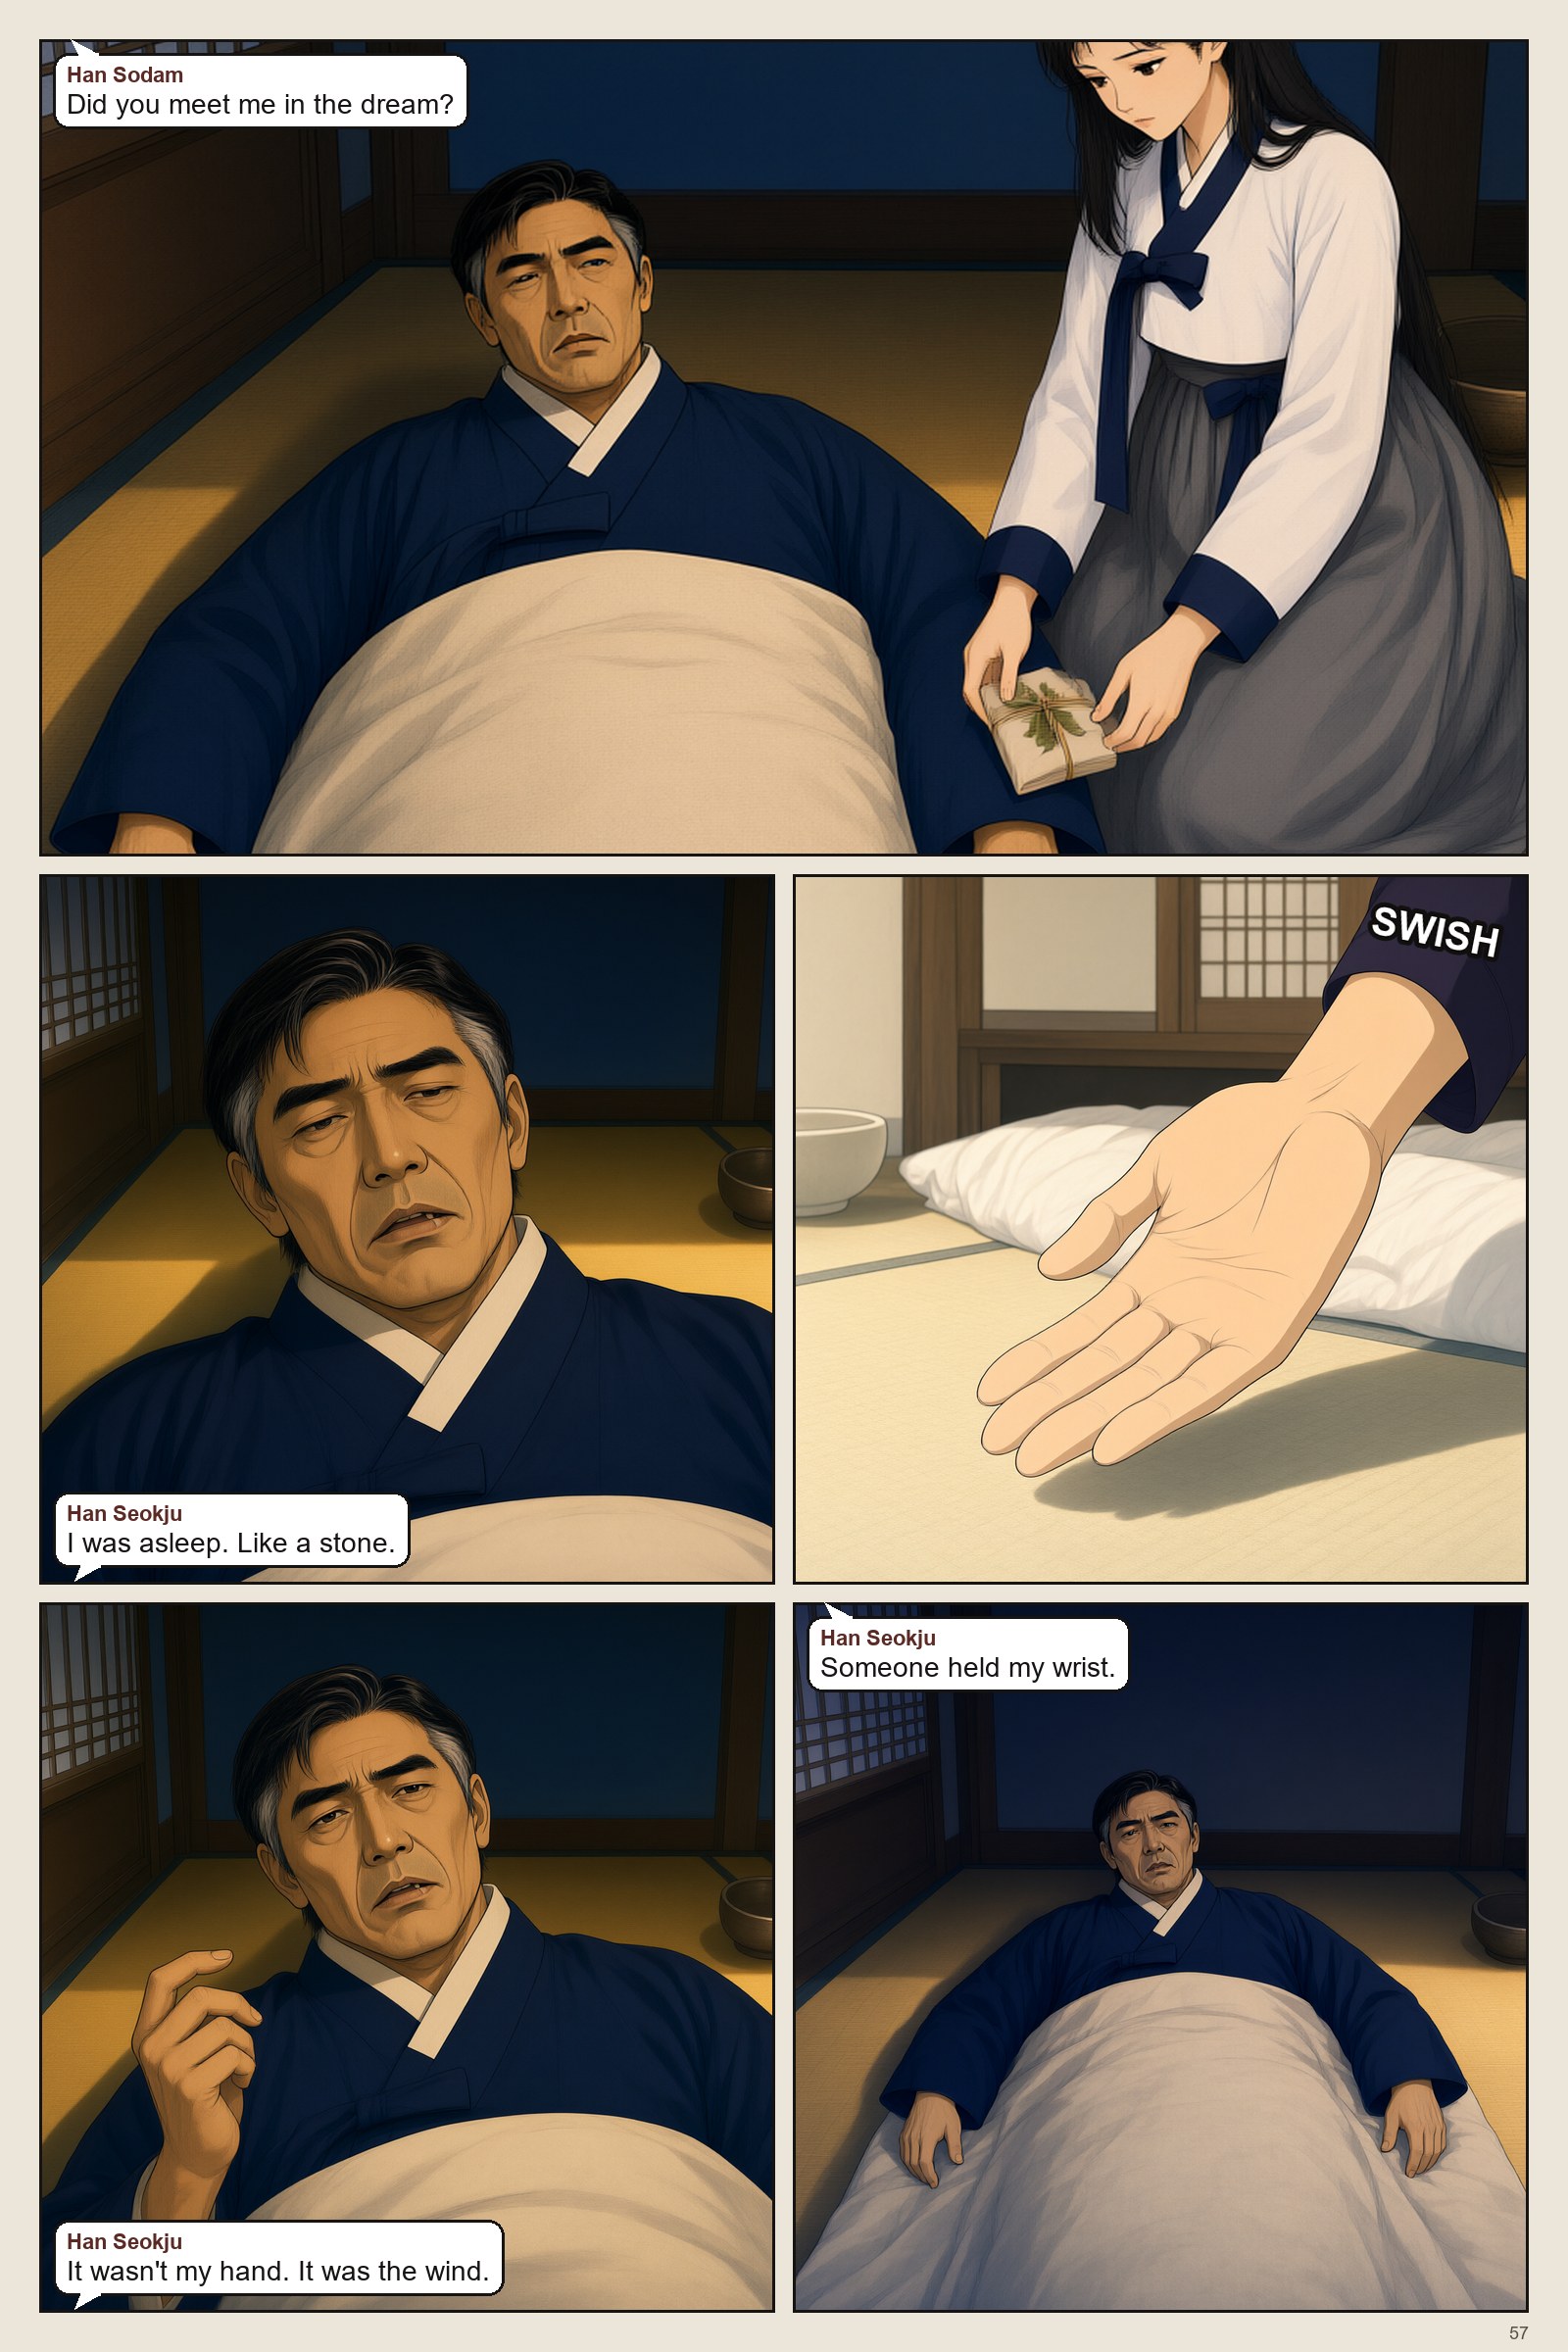 Han Sodam
Did you meet me in the dream?
Han Seokju
I was asleep. Like a stone.
SWISH
Han Seokju
It wasn't my hand. It was the wind.
Han Seokju
Someone held my wrist.
57